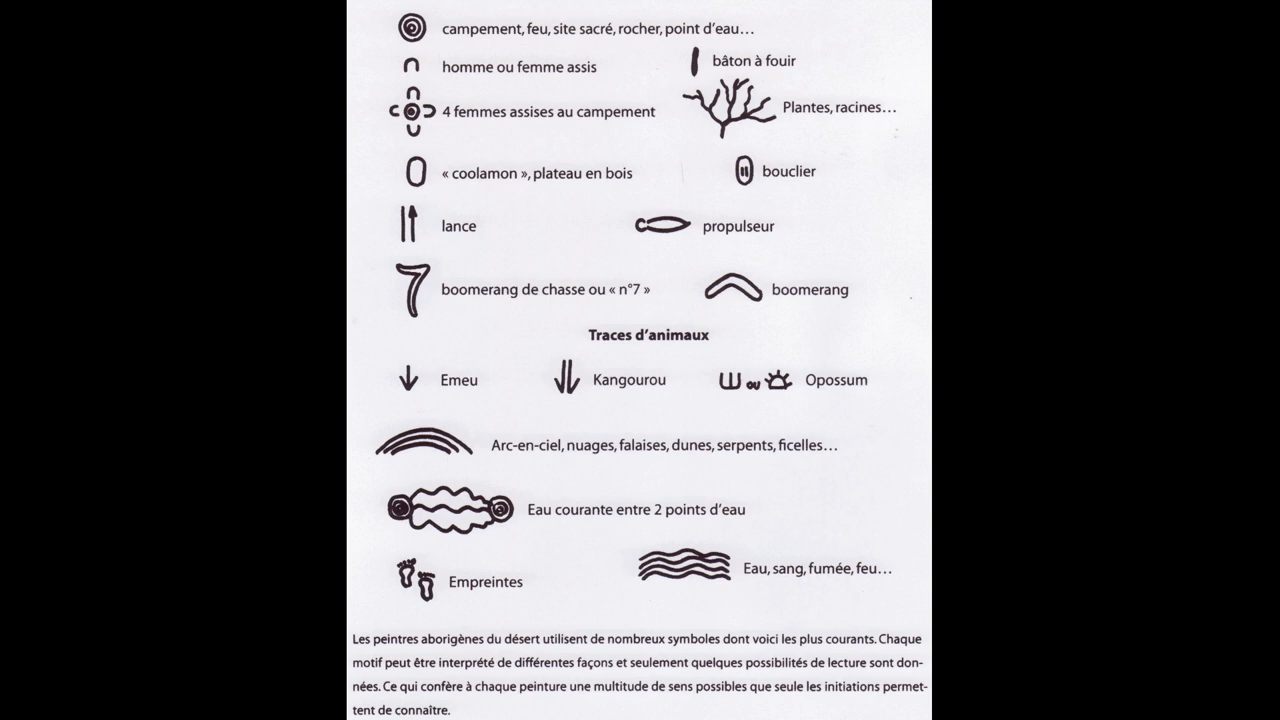 campement, feu, site sacré, rocher, point d'eau…
homme ou femme assis
bâton à fouir
4 femmes assises au campement
Plantes, racines…
« coolamon », plateau en bois
bouclier
lance
propulseur
boomerang de chasse ou « n°7 »
boomerang
Traces d'animaux
Emeu
Kangourou
ou
Opossum
Arc-en-ciel, nuages, falaises, dunes, serpents, ficelles…
Eau courante entre 2 points d'eau
Eau, sang, fumée, feu…
Empreintes
Les peintres aborigènes du désert utilisent de nombreux symboles dont voici les plus courants. Chaque
motif peut être interprété de différentes façons et seulement quelques possibilités de lecture sont don-
nées. Ce qui confère à chaque peinture une multitude de sens possibles que seule les initiations permet-
tent de connaître.